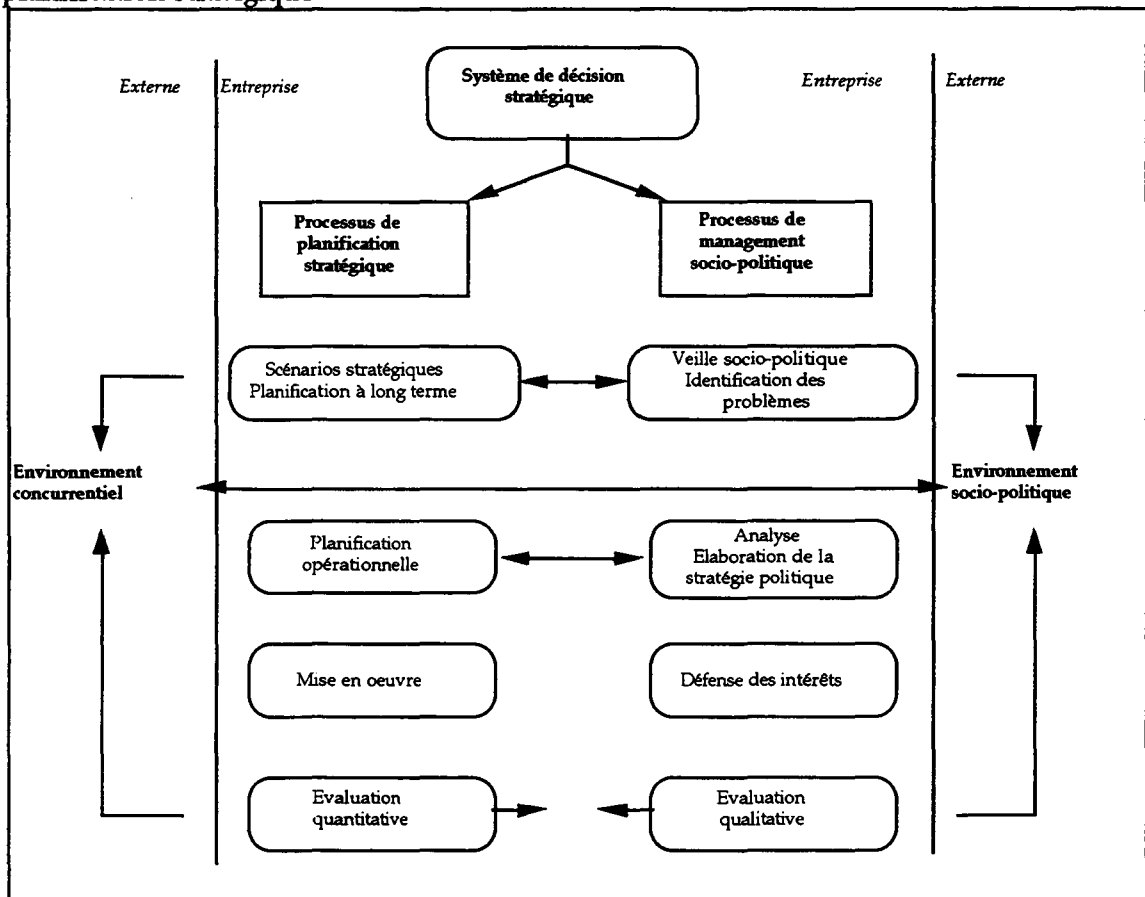 planification stratégique
Externe
Entreprise
Système de décision
stratégique
Entreprise
Externe
Processus de
planification
stratégique
Processus de
management
socio-politique
Scénarios stratégiques
Planification à long terme
Veille socio-politique
Identification des
problèmes
Environnement
concurrentiel
Environnement
socio-politique
Planification
opérationnelle
Analyse
Elaboration de la
stratégie politique
Mise en oeuvre
Défense des intérêts
Evaluation
quantitative
Evaluation
qualitative